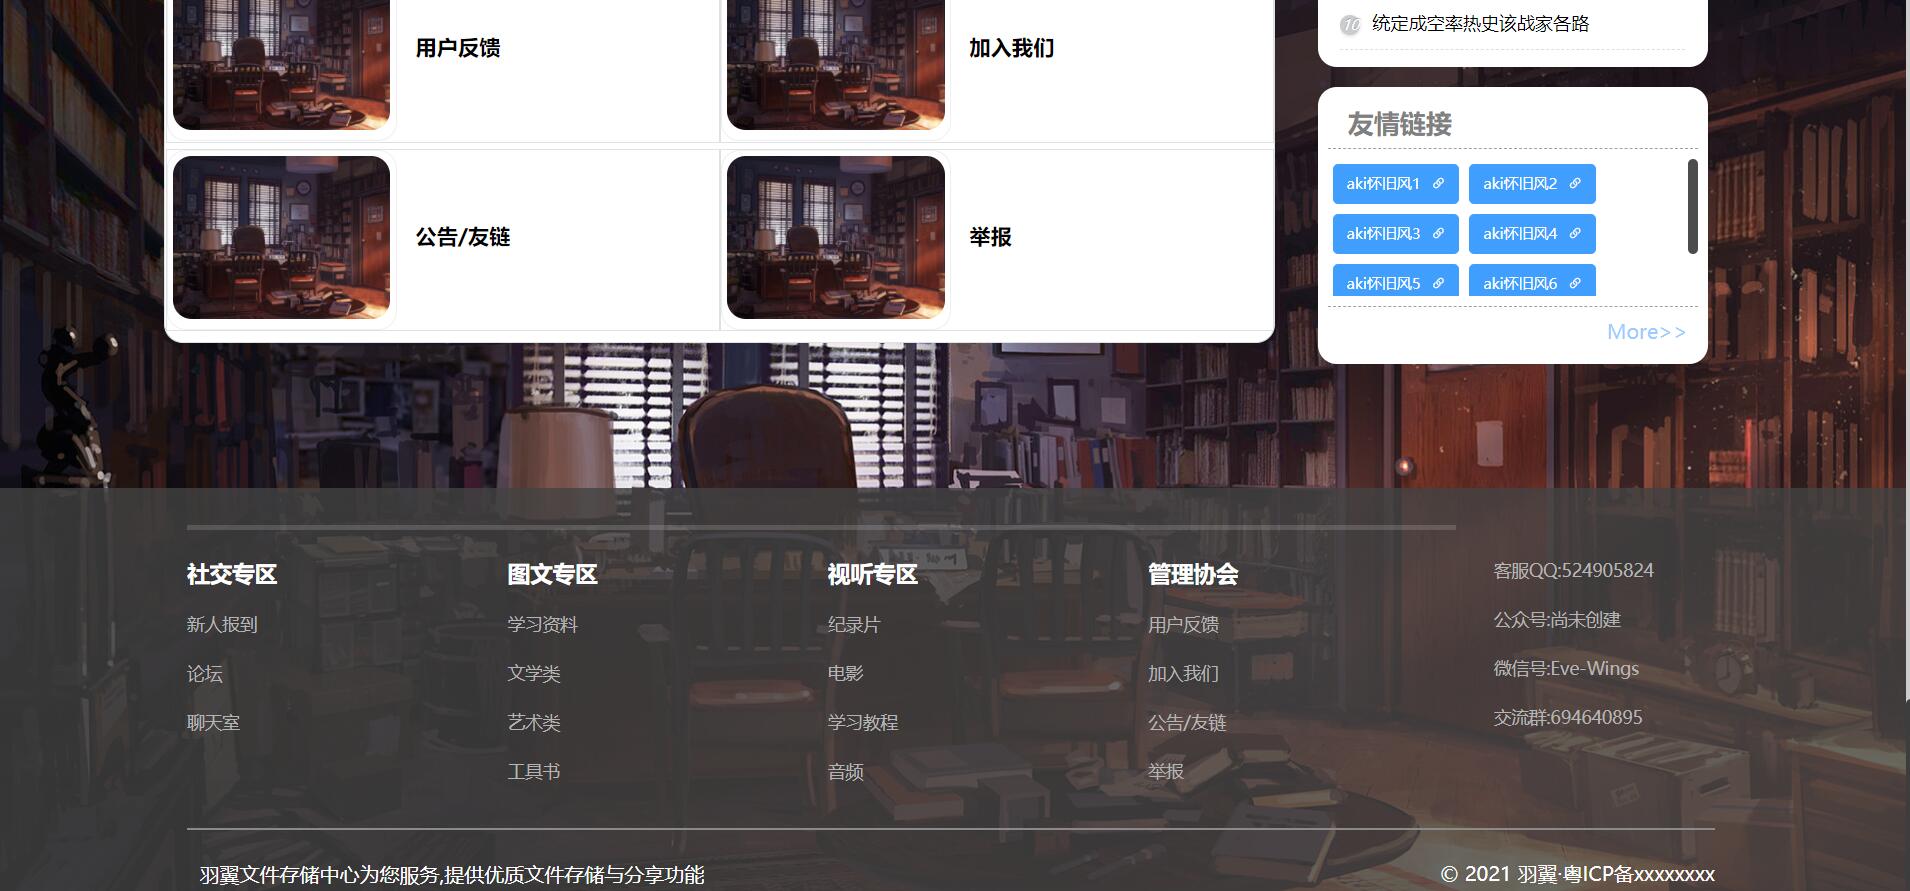 10 统定成空率热史该战家各路
用户反馈
加入我们
公告/友链
举报
友情链接
aki怀旧风1
aki怀旧风2
aki怀旧风3
aki怀旧风4
aki怀旧风5
aki怀旧风6
More>>
社交专区
新人报到
论坛
聊天室
图文专区
学习资料
文学类
艺术类
工具书
视听专区
纪录片
电影
学习教程
音频
管理协会
用户反馈
加入我们
公告/友链
举报
客服QQ:524905824
公众号:尚未创建
微信号:Eve-Wings
交流群:694640895
羽翼文件存储中心为您服务,提供优质文件存储与分享功能
© 2021 羽翼·粤ICP备xxxxxxxx